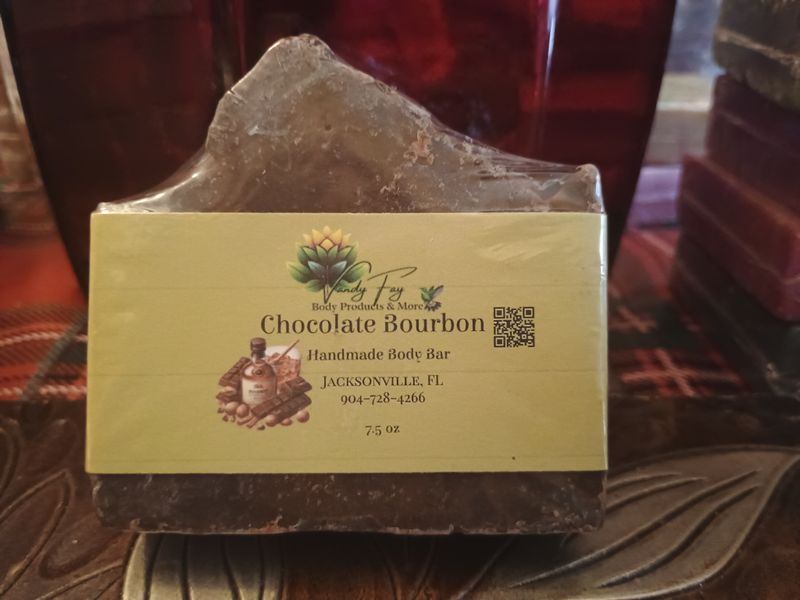 Vandy Fay
Body Products & More
Chocolate Bourbon
Handmade Body Bar
Jacksonville, FL
904-728-4266
7.5 oz